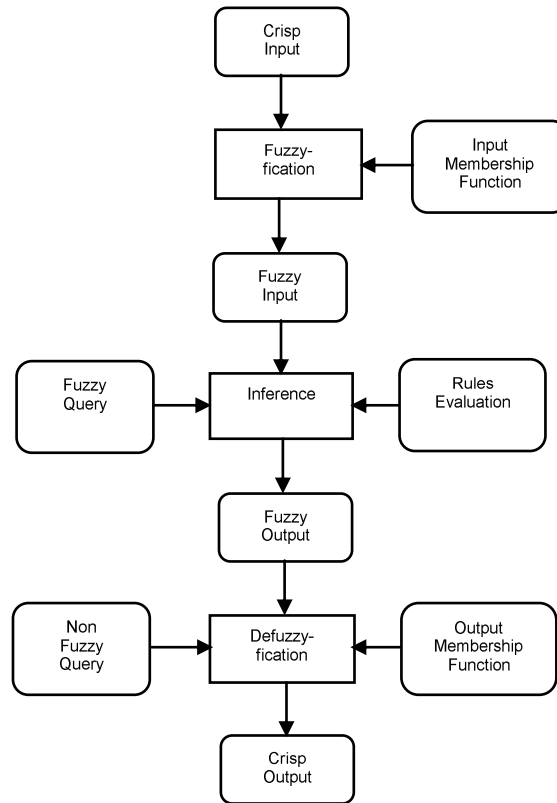 Crisp
Input
Fuzzy-
fication
Input
Membership
Function
Fuzzy
Input
Fuzzy
Query
Inference
Rules
Evaluation
Fuzzy
Output
Non
Fuzzy
Query
Defuzzy-
fication
Output
Membership
Function
Crisp
Output